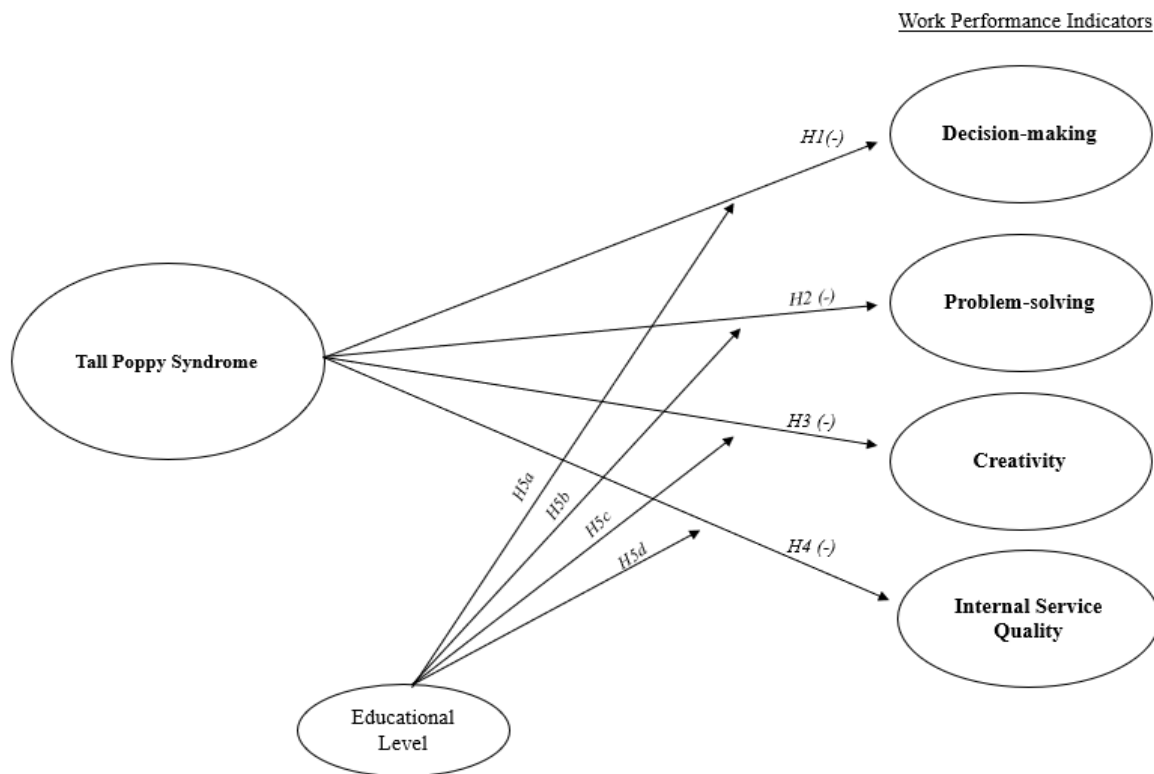 Work Performance Indicators
Decision-making
H1(-)
Problem-solving
H2 (-)
Tall Poppy Syndrome
H3 (-)
Creativity
H5a
H5b
H5c
H5d
H4 (-)
Internal Service
Quality
Educational
Level